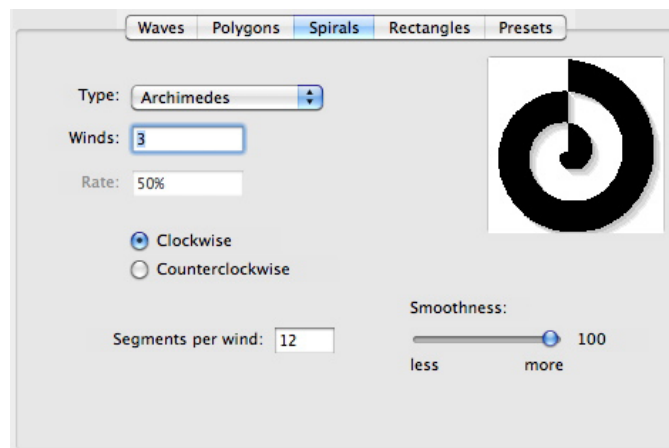 Waves Polygons Spirals Rectangles Presets
Type: Archimedes
Winds: 3
Rate: 50%
Clockwise
Counterclockwise
Smoothness:
Segments per wind: 12
100
less more